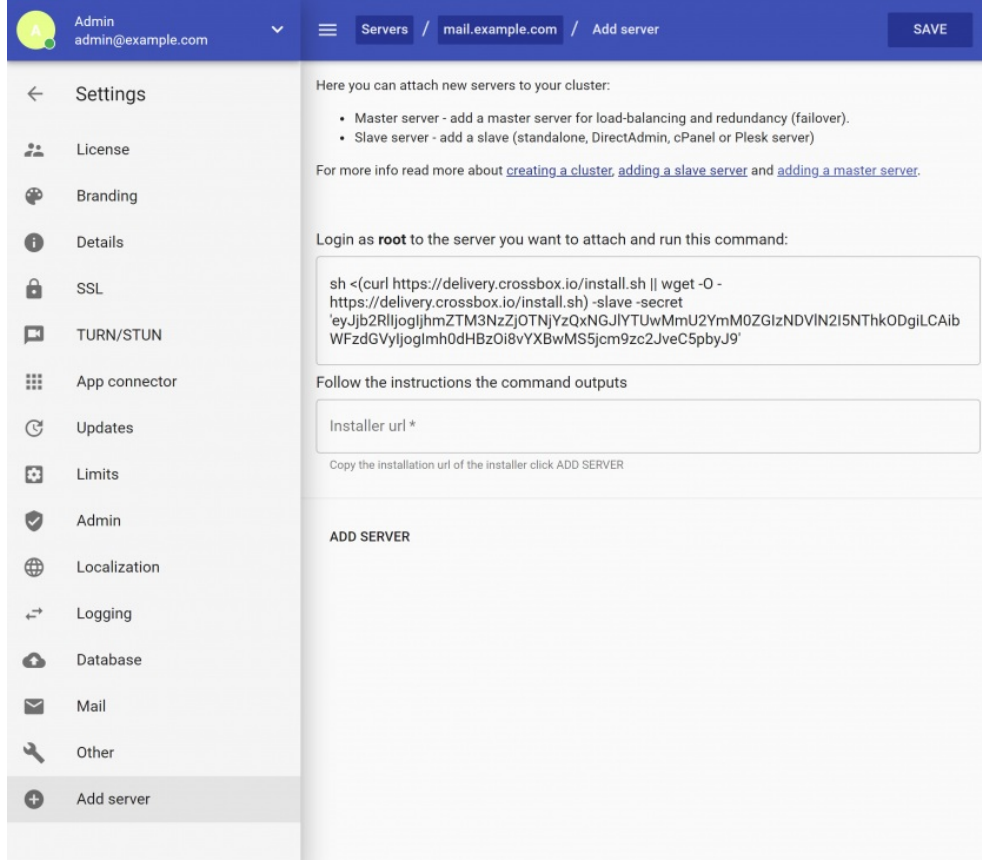 A
Admin
admin@example.com
Servers / mail.example.com / Add server
SAVE
Settings
License
Branding
Details
SSL
TURN/STUN
App connector
Updates
Limits
Admin
Localization
Logging
Database
Mail
Other
Add server
Here you can attach new servers to your cluster:
• Master server - add a master server for load-balancing and redundancy (failover).
• Slave server - add a slave (standalone, DirectAdmin, cPanel or Plesk server)
For more info read more about creating a cluster, adding a slave server and adding a master server.
Login as root to the server you want to attach and run this command:
sh <(curl https://delivery.crossbox.io/install.sh || wget -O -
https://delivery.crossbox.io/install.sh) -slave -secret
'eyJjb2RlIjogIjhmZTM3NzZjOTNjYzQxNGJlYTUwMmU2YmM0ZGIzNDVlN2I5NThkODgiLCAib
WFzdGVyIjogImh0dHBzOi8vYXBwMS5jcm9zc2JveC5pbyJ9'
Follow the instructions the command outputs
Installer url *
Copy the installation url of the installer click ADD SERVER
ADD SERVER